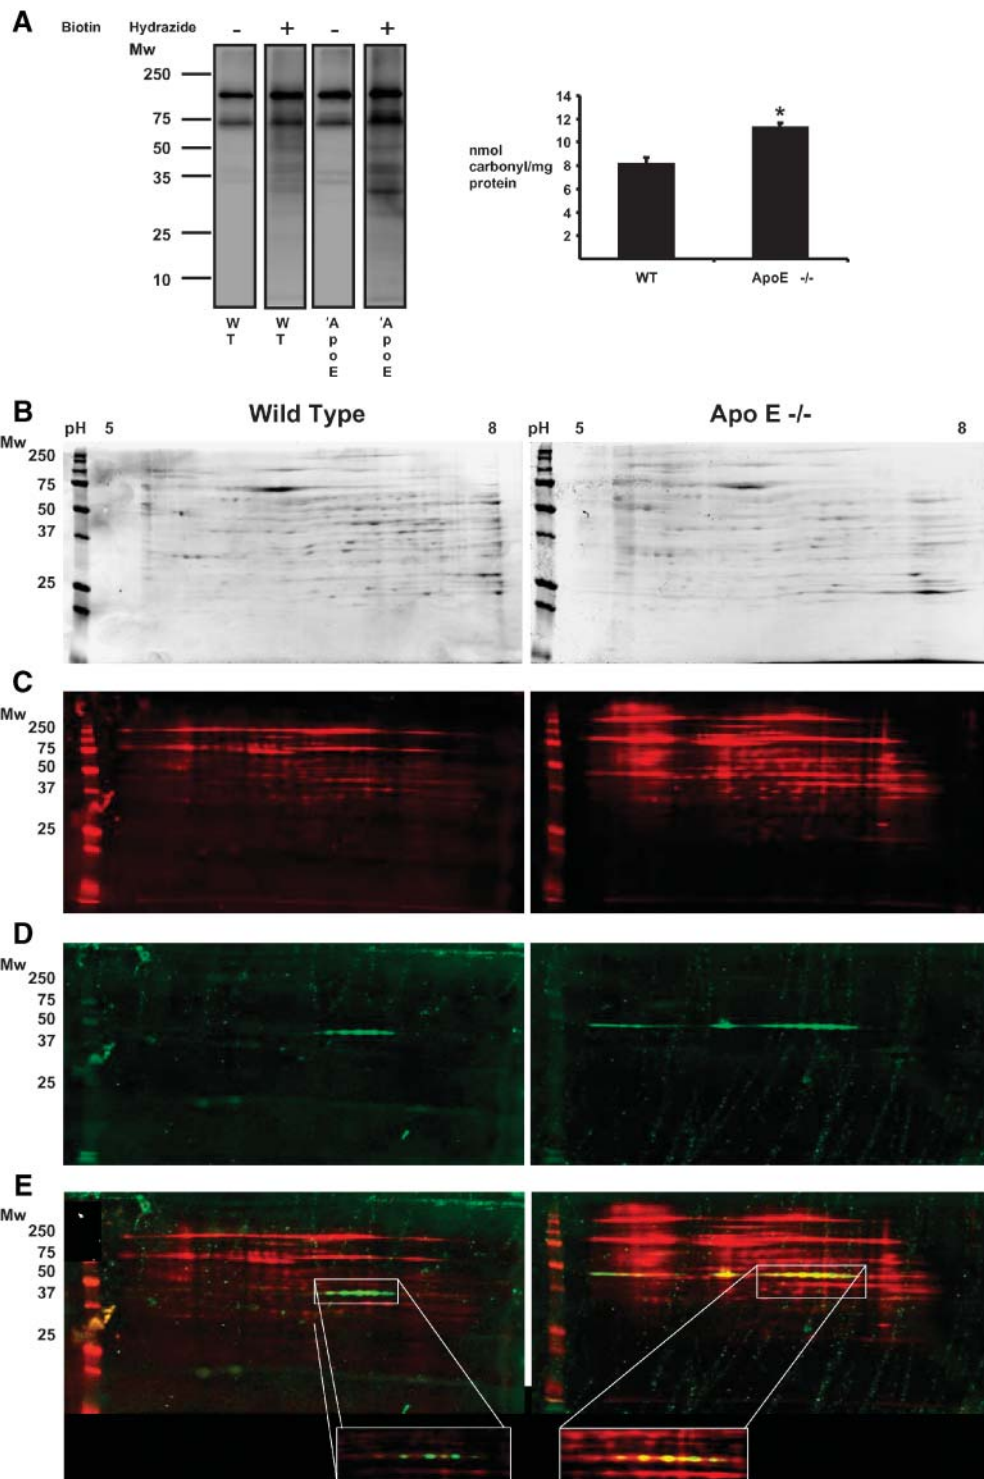 A
Biotin Hydrazide - + - +
Mw
250
75
50
35
25
10
W T
W T
'A p o E
'A p o E
nmol
carbonyl/mg
protein
14
12
10
8
6
4
2
*
WT ApoE -/-
B
Wild Type
Apo E -/-
pH 5 8
pH 5 8
Mw
250
75
50
37
25
C
Mw
250
75
50
37
25
D
Mw
250
75
50
37
25
E
Mw
250
75
50
37
25